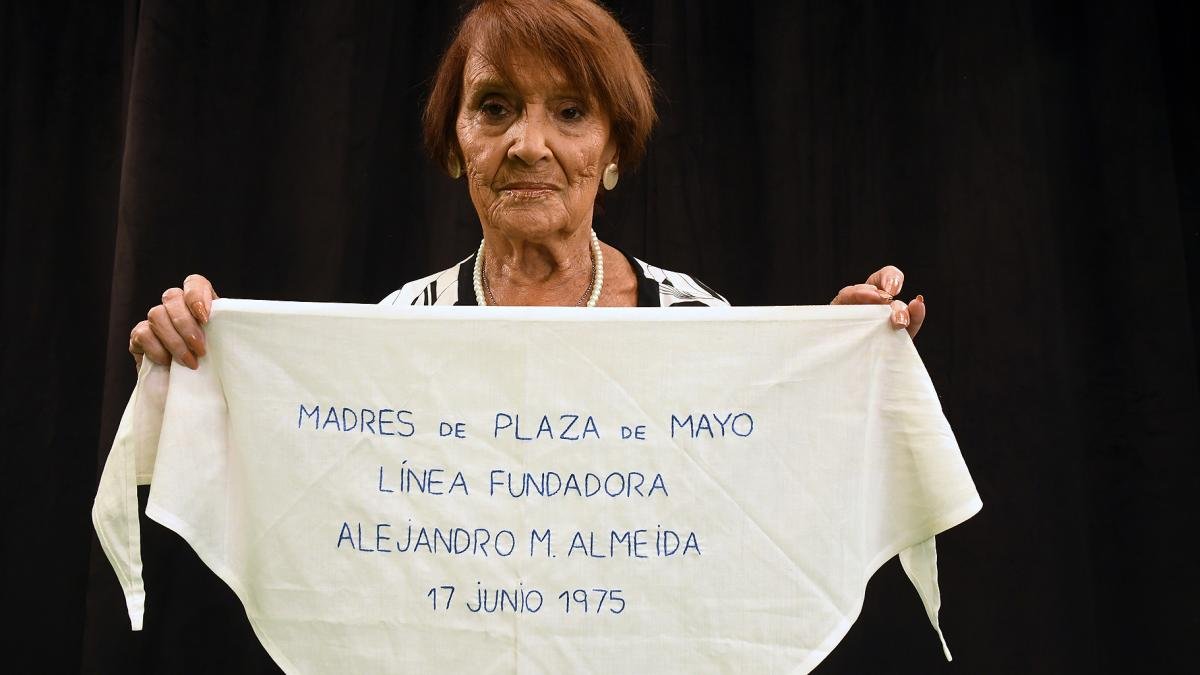 MADRES DE PLAZA DE MAYO
LÍNEA FUNDADORA
ALEJANDRO M. ALMEIDA
17 JUNIO 1975